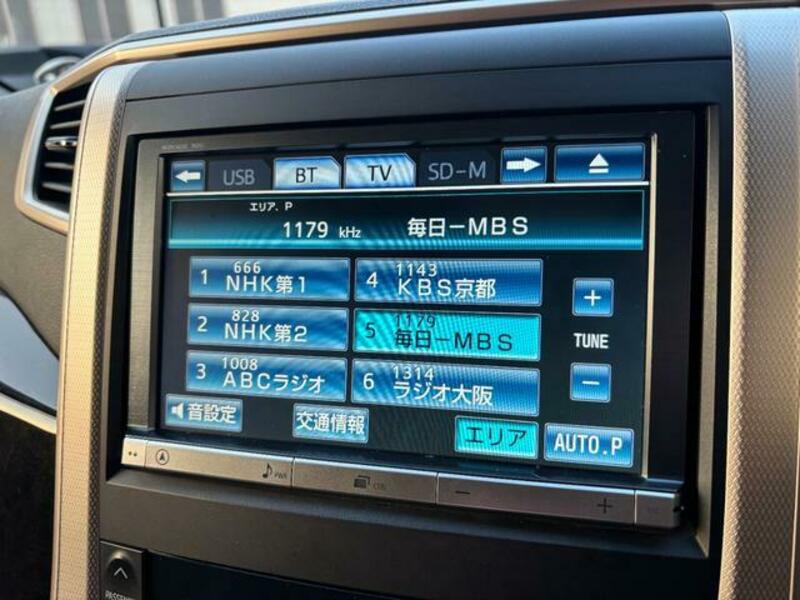 USB BT TV SD-M
エリア. P
1179 kHz 毎日-MBS
1 666 NHK第1
4 1143 KBS京都
2 828 NHK第2
5 1179 毎日-MBS
3 1008 ABCラジオ
6 1314 ラジオ大阪
+
TUNE
-
音設定 交通情報 エリア AUTO.P
PWR
- +
PASSENGER